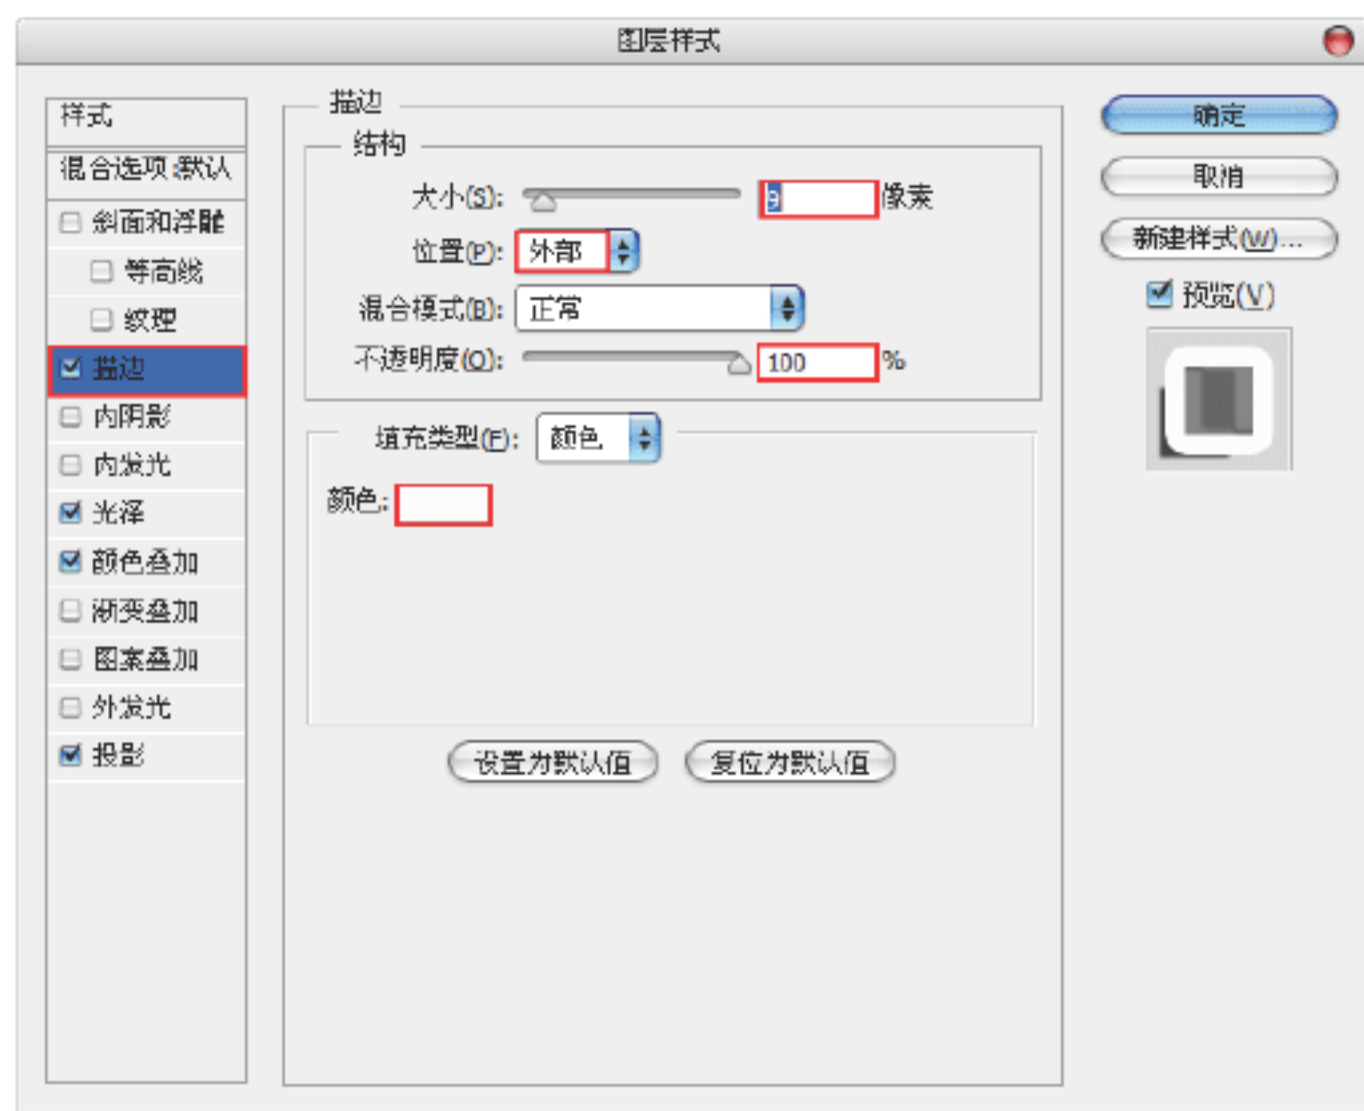 图层样式
样式
混合选项:默认
斜面和浮雕
等高线
纹理
描边
内阴影
内发光
光泽
颜色叠加
渐变叠加
图案叠加
外发光
投影
描边
结构
大小(S): 9 像素
位置(P): 外部
混合模式(B): 正常
不透明度(O): 100 %
填充类型(F): 颜色
颜色:
设置为默认值 复位为默认值
确定
取消
新建样式(W)...
预览(V)